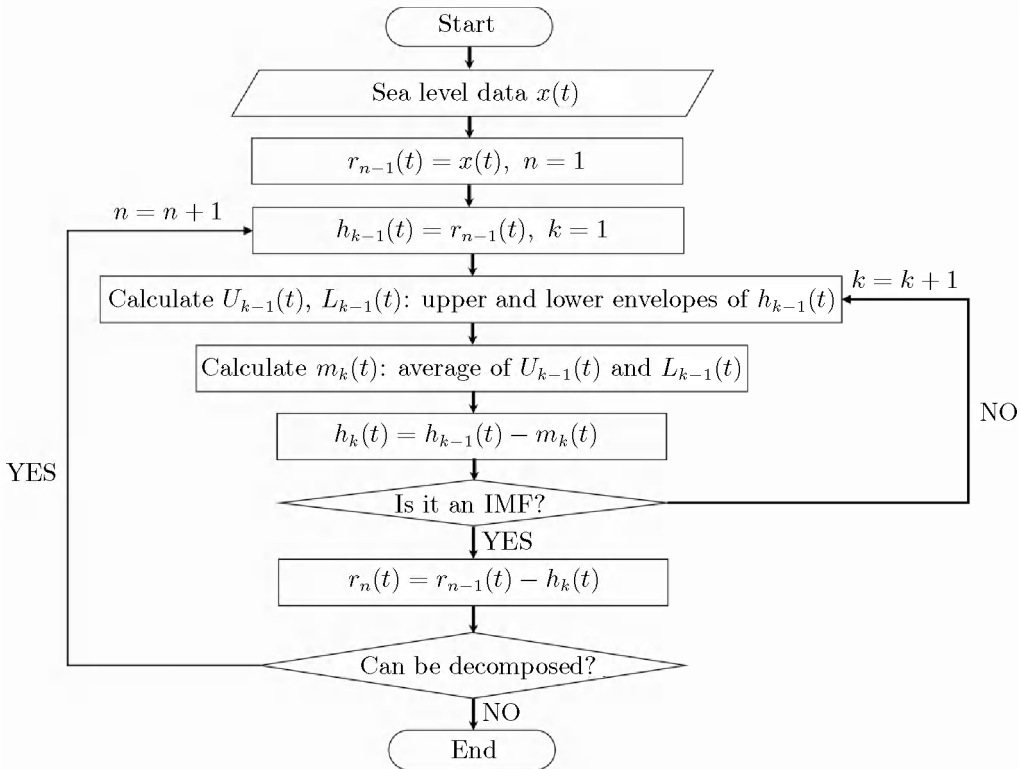 Start
Sea level data x(t)
r_{n−1}(t) = x(t), n = 1
n = n + 1
h_{k−1}(t) = r_{n−1}(t), k = 1
k = k + 1
Calculate U_{k−1}(t), L_{k−1}(t): upper and lower envelopes of h_{k−1}(t)
Calculate m_k(t): average of U_{k−1}(t) and L_{k−1}(t)
NO
h_k(t) = h_{k−1}(t) − m_k(t)
YES
Is it an IMF?
YES
r_n(t) = r_{n−1}(t) − h_k(t)
Can be decomposed?
NO
End